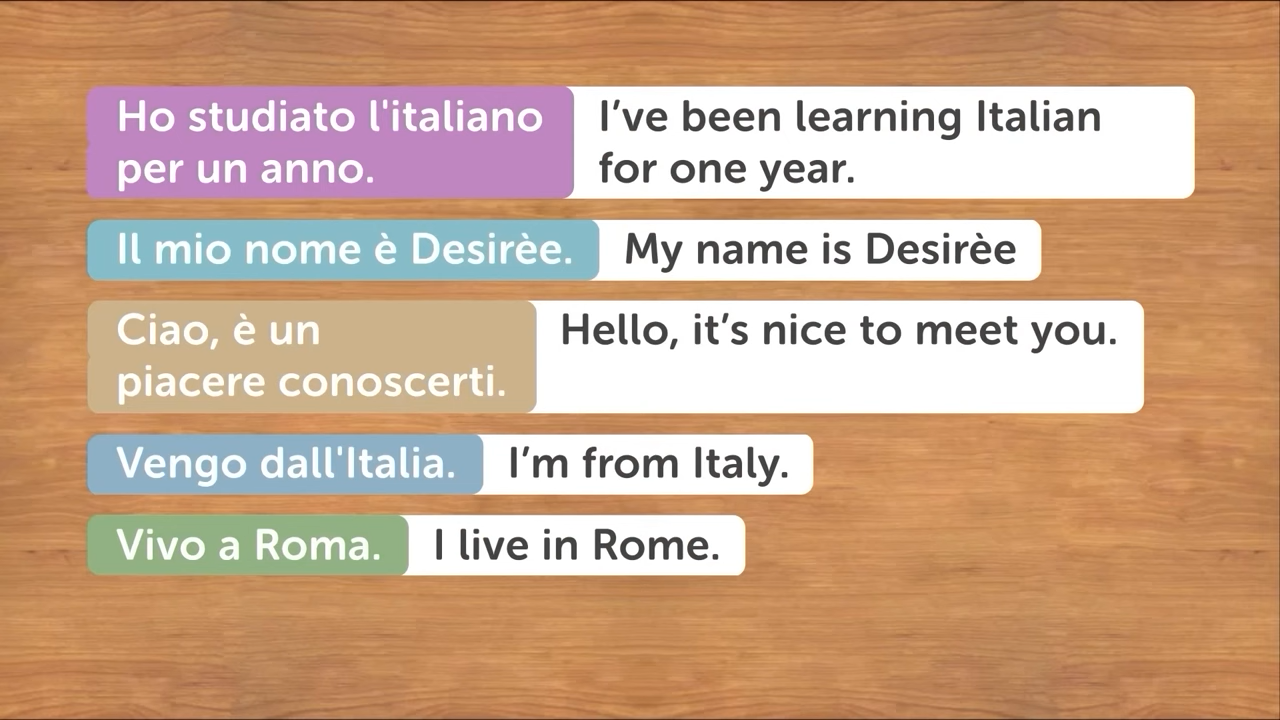 Ho studiato l'italiano
per un anno.
I’ve been learning Italian
for one year.
Il mio nome è Desirèe.
My name is Desirèe
Ciao, è un
piacere conoscerti.
Hello, it’s nice to meet you.
Vengo dall'Italia.
I’m from Italy.
Vivo a Roma.
I live in Rome.